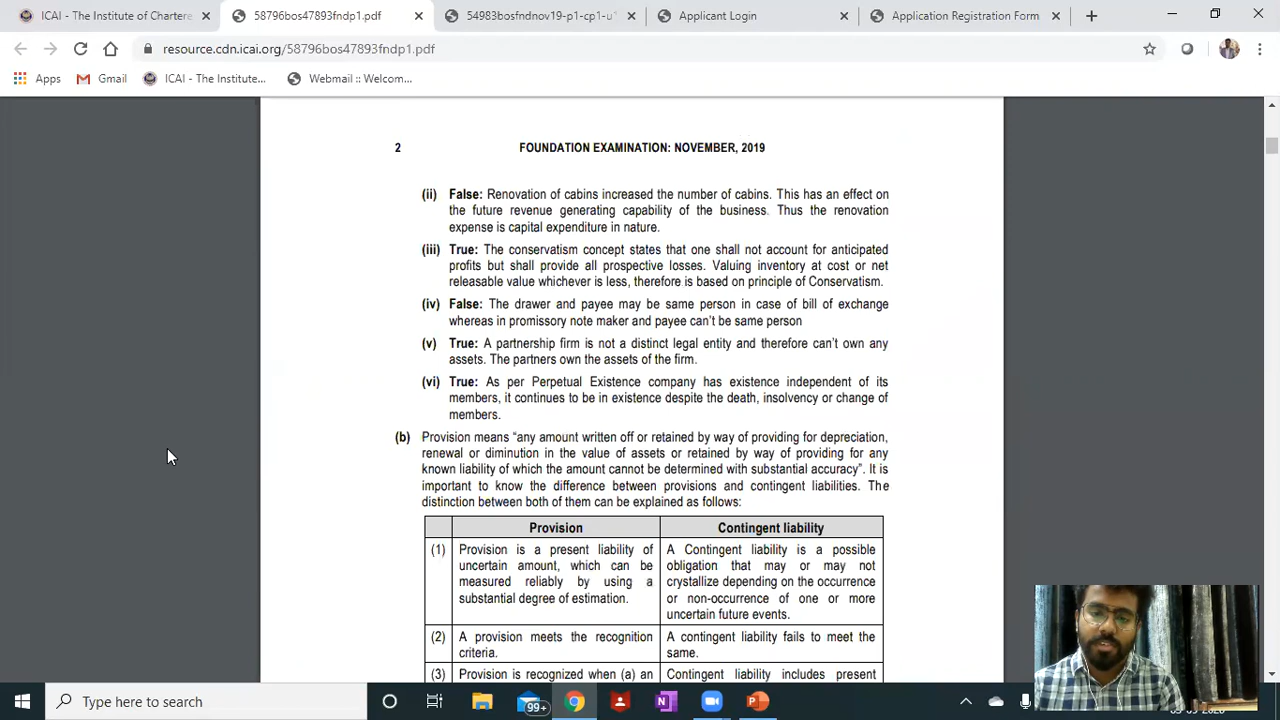 ICAI - The Institute of Chartere
58796bos47893fndp1.pdf
54983bosfndnov19-p1-cp1-u1
Applicant Login
Application Registration Form
resource.cdn.icai.org/58796bos47893fndp1.pdf
Apps
Gmail
ICAI - The Institute...
Webmail :: Welcom...
2
FOUNDATION EXAMINATION: NOVEMBER, 2019
(ii) False: Renovation of cabins increased the number of cabins. This has an effect on
the future revenue generating capability of the business. Thus the renovation
expense is capital expenditure in nature.
(iii) True: The conservatism concept states that one shall not account for anticipated
profits but shall provide all prospective losses. Valuing inventory at cost or net
releasable value whichever is less, therefore is based on principle of Conservatism.
(iv) False: The drawer and payee may be same person in case of bill of exchange
whereas in promissory note maker and payee can't be same person
(v) True: A partnership firm is not a distinct legal entity and therefore can't own any
assets. The partners own the assets of the firm.
(vi) True: As per Perpetual Existence company has existence independent of its
members, it continues to be in existence despite the death, insolvency or change of
members.
(b) Provision means “any amount written off or retained by way of providing for depreciation,
renewal or diminution in the value of assets or retained by way of providing for any
known liability of which the amount cannot be determined with substantial accuracy”. It is
important to know the difference between provisions and contingent liabilities. The
distinction between both of them can be explained as follows:
Provision
Contingent liability
(1)
Provision is a present liability of
uncertain amount, which can be
measured reliably by using a
substantial degree of estimation.
A Contingent liability is a possible
obligation that may or may not
crystallize depending on the occurrence
or non-occurrence of one or more
uncertain future events.
(2)
A provision meets the recognition
criteria.
A contingent liability fails to meet the
same.
(3)
Provision is recognized when (a) an
Contingent liability includes present
Type here to search
99+